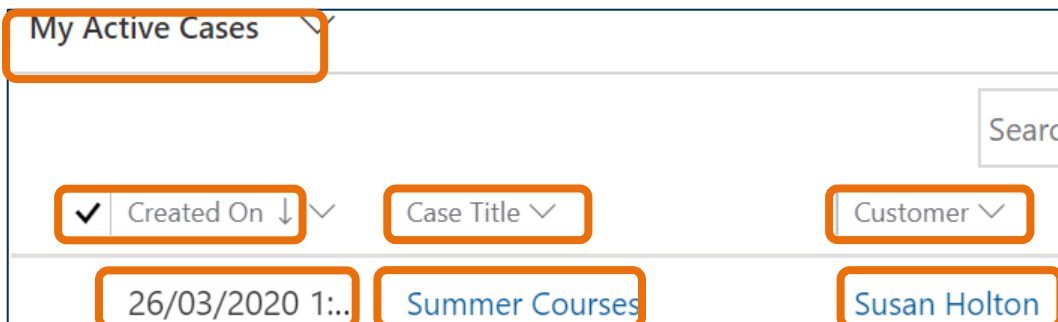 My Active Cases
Searc
Created On ↓ Case Title Customer
26/03/2020 1:.. Summer Courses Susan Holton